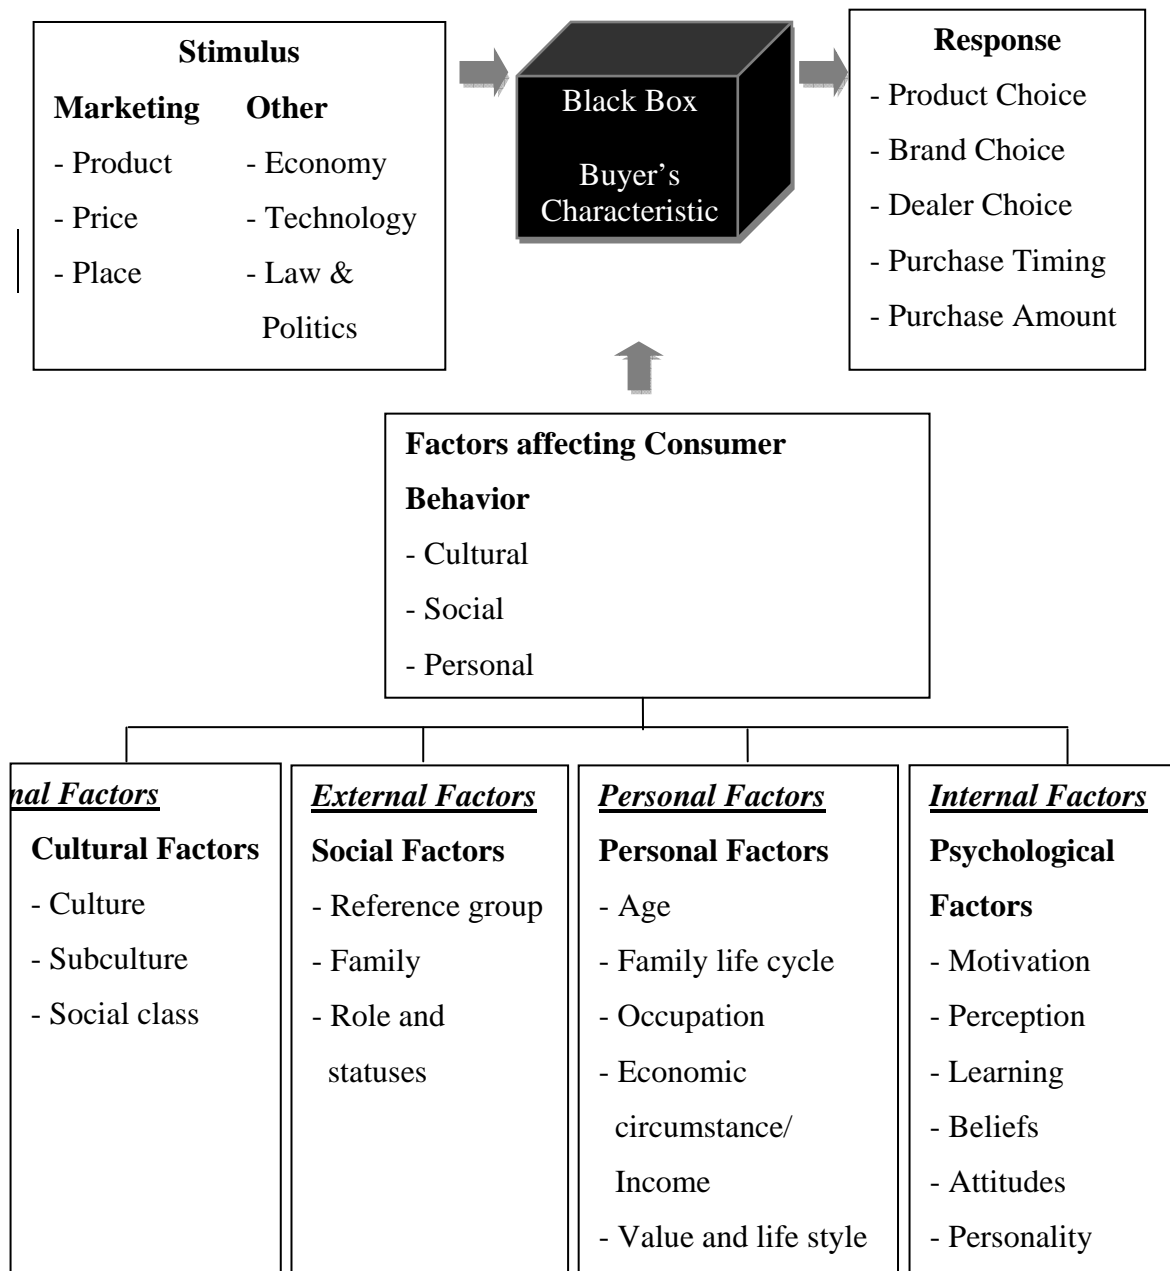 Stimulus
Marketing Other
- Product - Economy
- Price - Technology
- Place - Law &
Politics
Black Box
Buyer’s
Characteristic
Response
- Product Choice
- Brand Choice
- Dealer Choice
- Purchase Timing
- Purchase Amount
Factors affecting Consumer
Behavior
- Cultural
- Social
- Personal
nal Factors
Cultural Factors
- Culture
- Subculture
- Social class
External Factors
Social Factors
- Reference group
- Family
- Role and
statuses
Personal Factors
Personal Factors
- Age
- Family life cycle
- Occupation
- Economic
circumstance/
Income
- Value and life style
Internal Factors
Psychological
Factors
- Motivation
- Perception
- Learning
- Beliefs
- Attitudes
- Personality